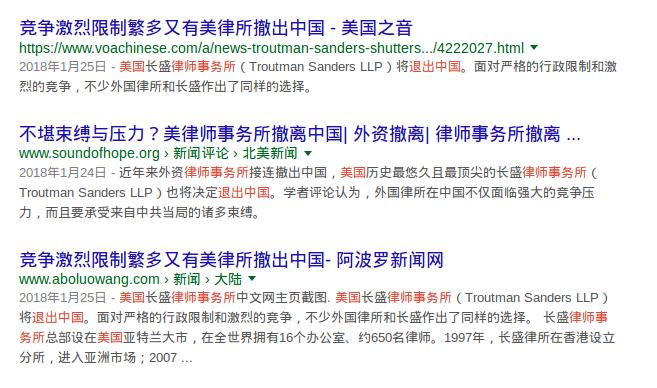 竞争激烈限制繁多又有美律所撤出中国 - 美国之音
https://www.voachinese.com/a/news-troutman-sanders-shutters.../4222027.html
2018年1月25日 - 美国长盛律师事务所（Troutman Sanders LLP）将退出中国。面对严格的行政限制和激
烈的竞争，不少外国律所和长盛作出了同样的选择。
不堪束缚与压力？美律师事务所撤离中国| 外资撤离| 律师事务所撤离 ...
www.soundofhope.org › 新闻评论 › 北美新闻
2018年1月24日 - 近年来外资律师事务所接连撤出中国，美国历史最悠久且最顶尖的长盛律师事务所（
Troutman Sanders LLP）也将决定退出中国。学者评论认为，外国律所在中国不仅面临强大的竞争压
力，而且要承受来自中共当局的诸多束缚。
竞争激烈限制繁多又有美律所撤出中国- 阿波罗新闻网
www.aboluowang.com › 新闻 › 大陆
2018年1月25日 - 美国长盛律师事务所中文网主页截图. 美国长盛律师事务所（Troutman Sanders LLP）
将退出中国。面对严格的行政限制和激烈的竞争，不少外国律所和长盛作出了同样的选择。 长盛律师事
务所总部设在美国亚特兰大市，在全世界拥有16个办公室、约650名律师。1997年，长盛律所在香港设立
分所，进入亚洲市场；2007 ...